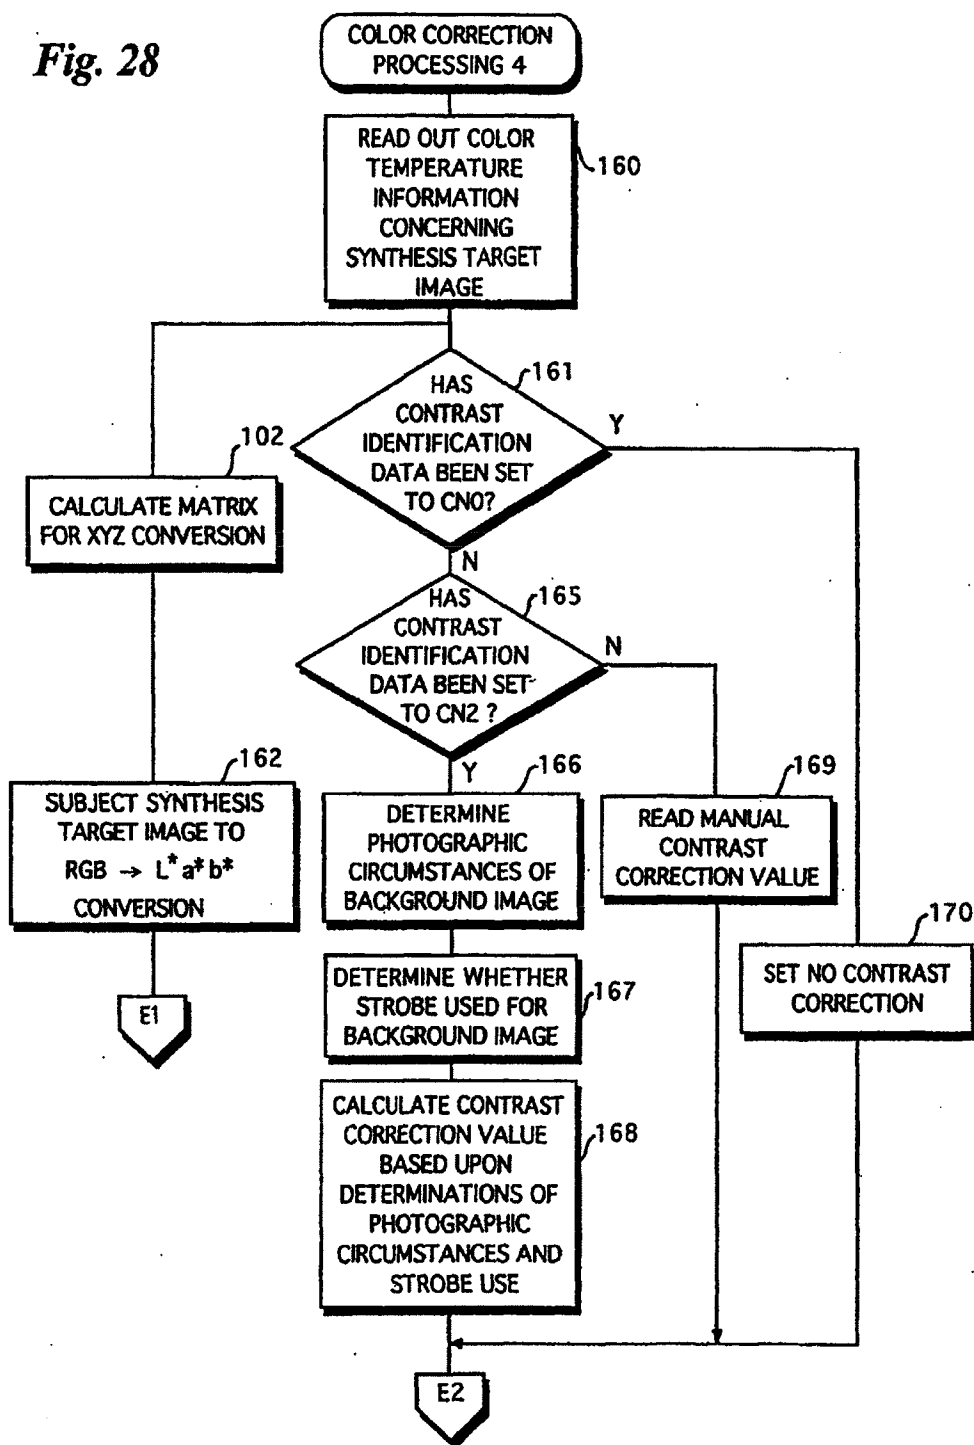 Fig. 28
COLOR CORRECTION
PROCESSING 4
READ OUT COLOR
TEMPERATURE
INFORMATION
CONCERNING
SYNTHESIS TARGET
IMAGE
160
HAS
CONTRAST
IDENTIFICATION
DATA BEEN SET
TO CN0?
161
Y
N
102
CALCULATE MATRIX
FOR XYZ CONVERSION
HAS
CONTRAST
IDENTIFICATION
DATA BEEN SET
TO CN2 ?
165
N
Y
162
SUBJECT SYNTHESIS
TARGET IMAGE TO
RGB → L* a* b*
CONVERSION
E1
166
DETERMINE
PHOTOGRAPHIC
CIRCUMSTANCES OF
BACKGROUND IMAGE
169
READ MANUAL
CONTRAST
CORRECTION VALUE
170
SET NO CONTRAST
CORRECTION
DETERMINE WHETHER
STROBE USED FOR
BACKGROUND IMAGE
167
CALCULATE CONTRAST
CORRECTION VALUE
BASED UPON
DETERMINATIONS OF
PHOTOGRAPHIC
CIRCUMSTANCES AND
STROBE USE
168
E2